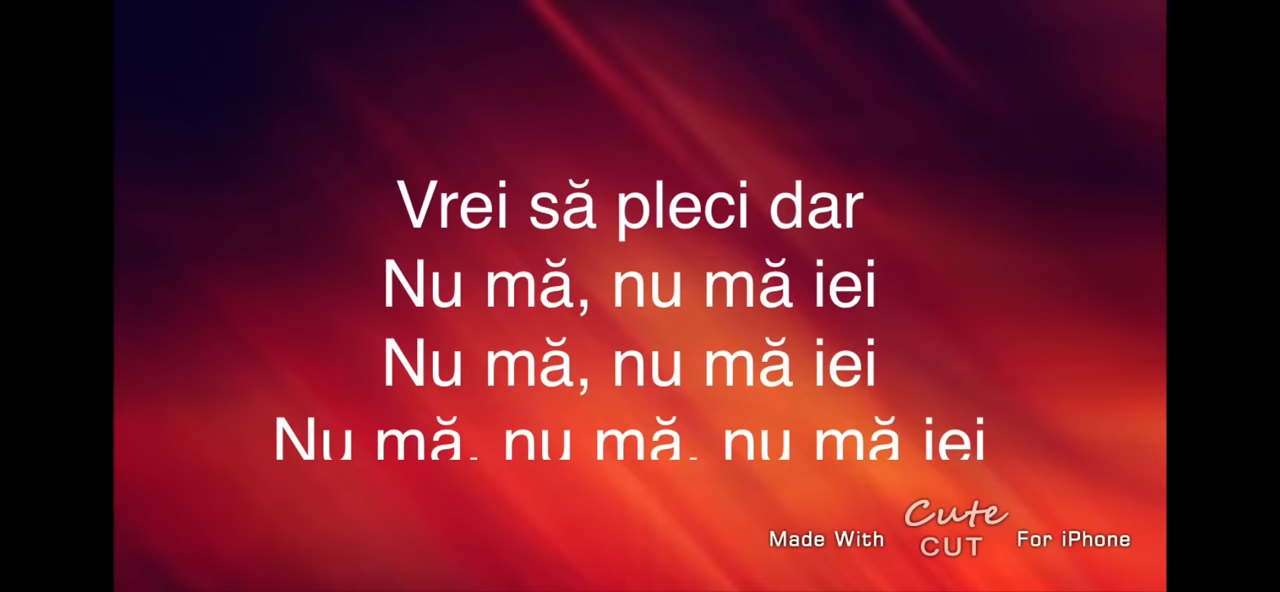 Vrei să pleci dar
Nu mă, nu mă iei
Nu mă, nu mă iei
Nu mă, nu mă, nu mă iei
Made With Cute CUT For iPhone